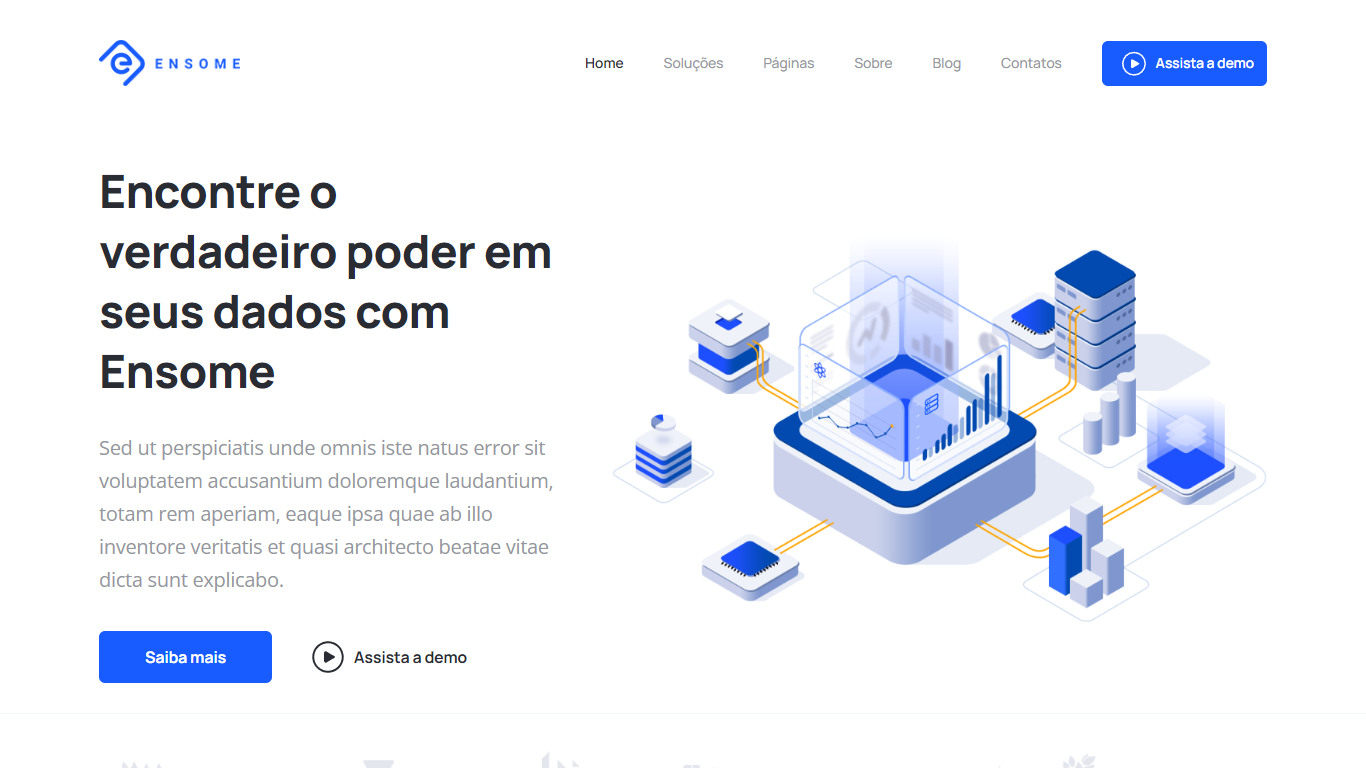 ENSOME
Home
Soluções
Páginas
Sobre
Blog
Contatos
Assista a demo
Encontre o
verdadeiro poder em
seus dados com
Ensome
Sed ut perspiciatis unde omnis iste natus error sit
voluptatem accusantium doloremque laudantium,
totam rem aperiam, eaque ipsa quae ab illo
inventore veritatis et quasi architecto beatae vitae
dicta sunt explicabo.
Saiba mais
Assista a demo